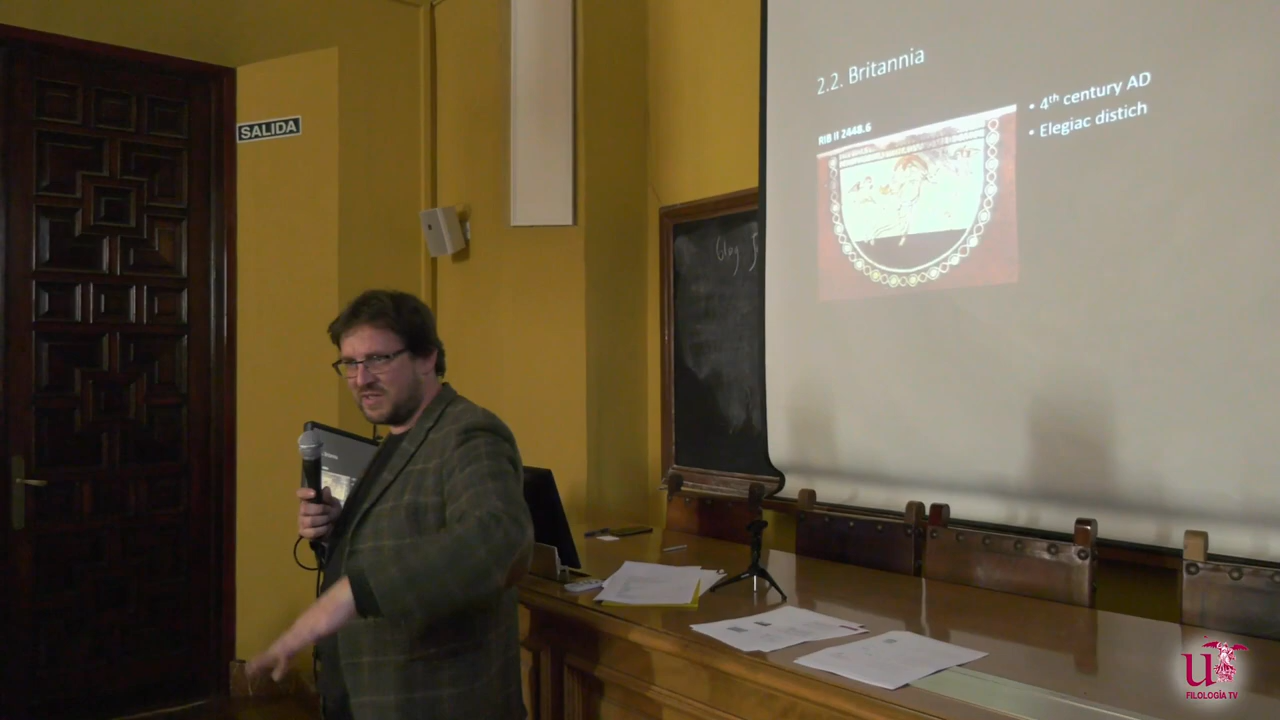 SALIDA
2.2. Britannia
RIB II 2448.6
• 4th century AD
• Elegiac distich
U
FILOLOGÍA TV